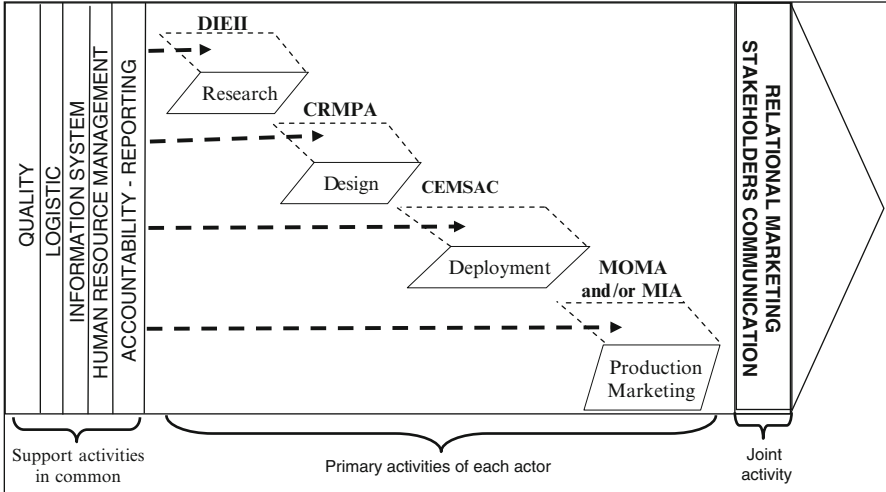 QUALITY
LOGISTIC
INFORMATION SYSTEM
HUMAN RESOURCE MANAGEMENT
ACCOUNTABILITY - REPORTING
DIEII
Research
CRMPA
Design
CEMSAC
Deployment
MOMA
and/or MIA
Production
Marketing
RELATIONAL MARKETING
STAKEHOLDERS COMMUNICATION
Support activities
in common
Primary activities of each actor
Joint
activity